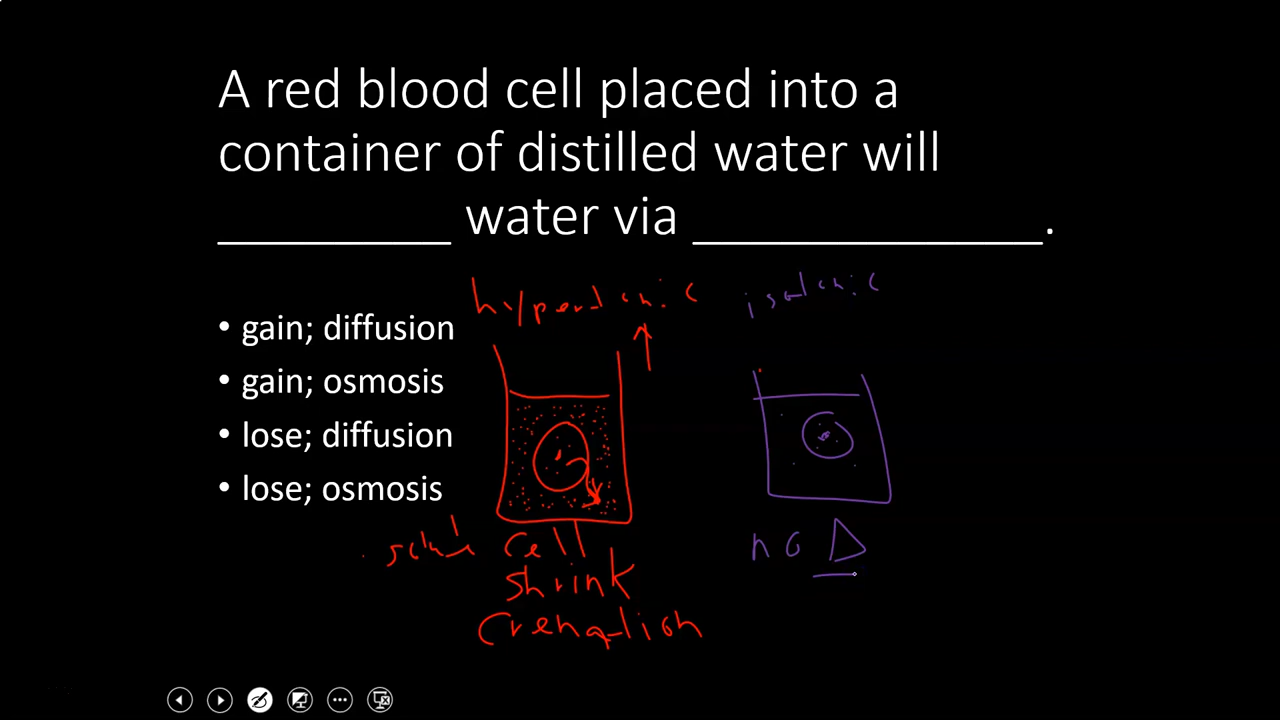 A red blood cell placed into a
container of distilled water will
_________ water via ______________.
• gain; diffusion
• gain; osmosis
• lose; diffusion
• lose; osmosis
hypertonic
isotonic
Cell
shrink
Crenation
no Δ